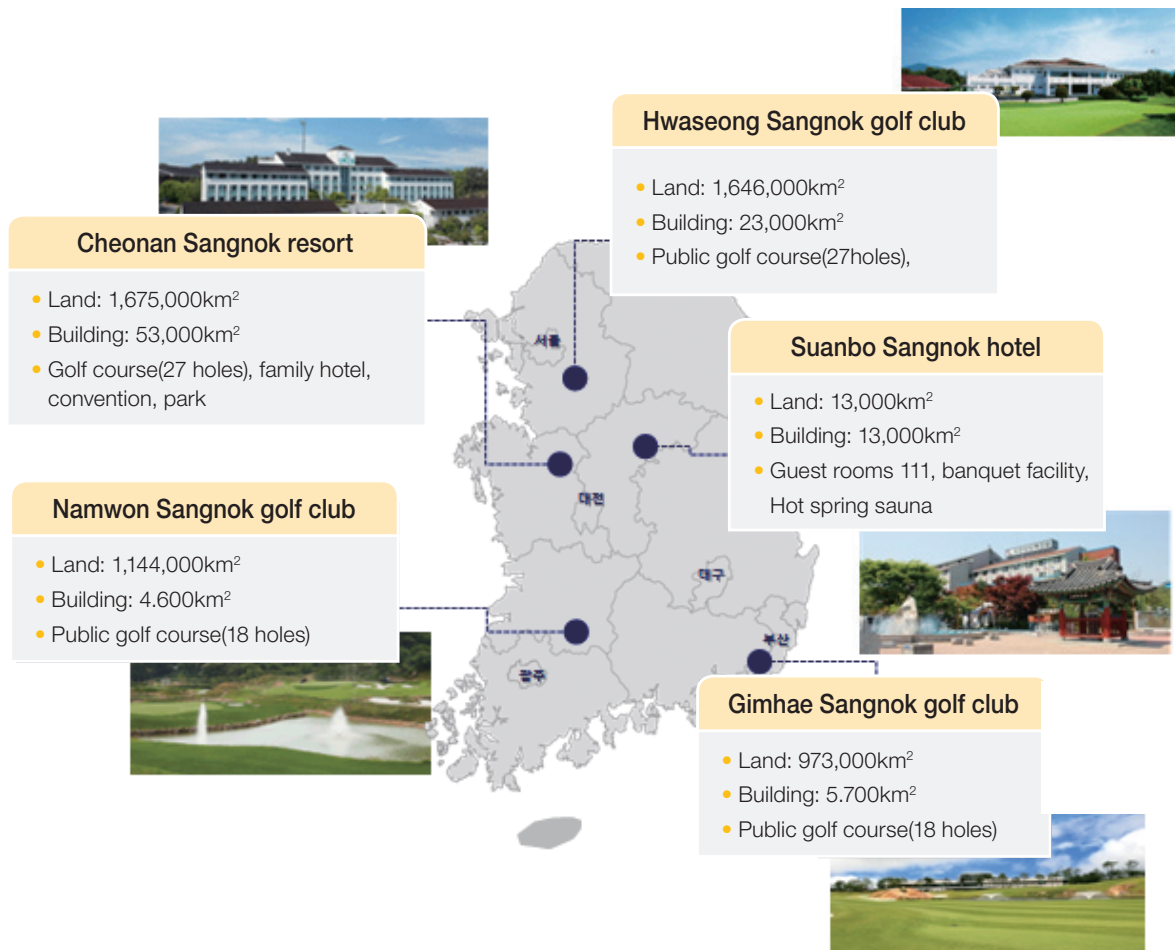 Hwaseong Sangnok golf club
• Land: 1,646,000km²
• Building: 23,000km²
• Public golf course(27holes),
Cheonan Sangnok resort
• Land: 1,675,000km²
• Building: 53,000km²
• Golf course(27 holes), family hotel,
convention, park
서울
Suanbo Sangnok hotel
• Land: 13,000km²
• Building: 13,000km²
• Guest rooms 111, banquet facility,
Hot spring sauna
대전
Namwon Sangnok golf club
• Land: 1,144,000km²
• Building: 4.600km²
• Public golf course(18 holes)
대구
부산
광주
Gimhae Sangnok golf club
• Land: 973,000km²
• Building: 5.700km²
• Public golf course(18 holes)